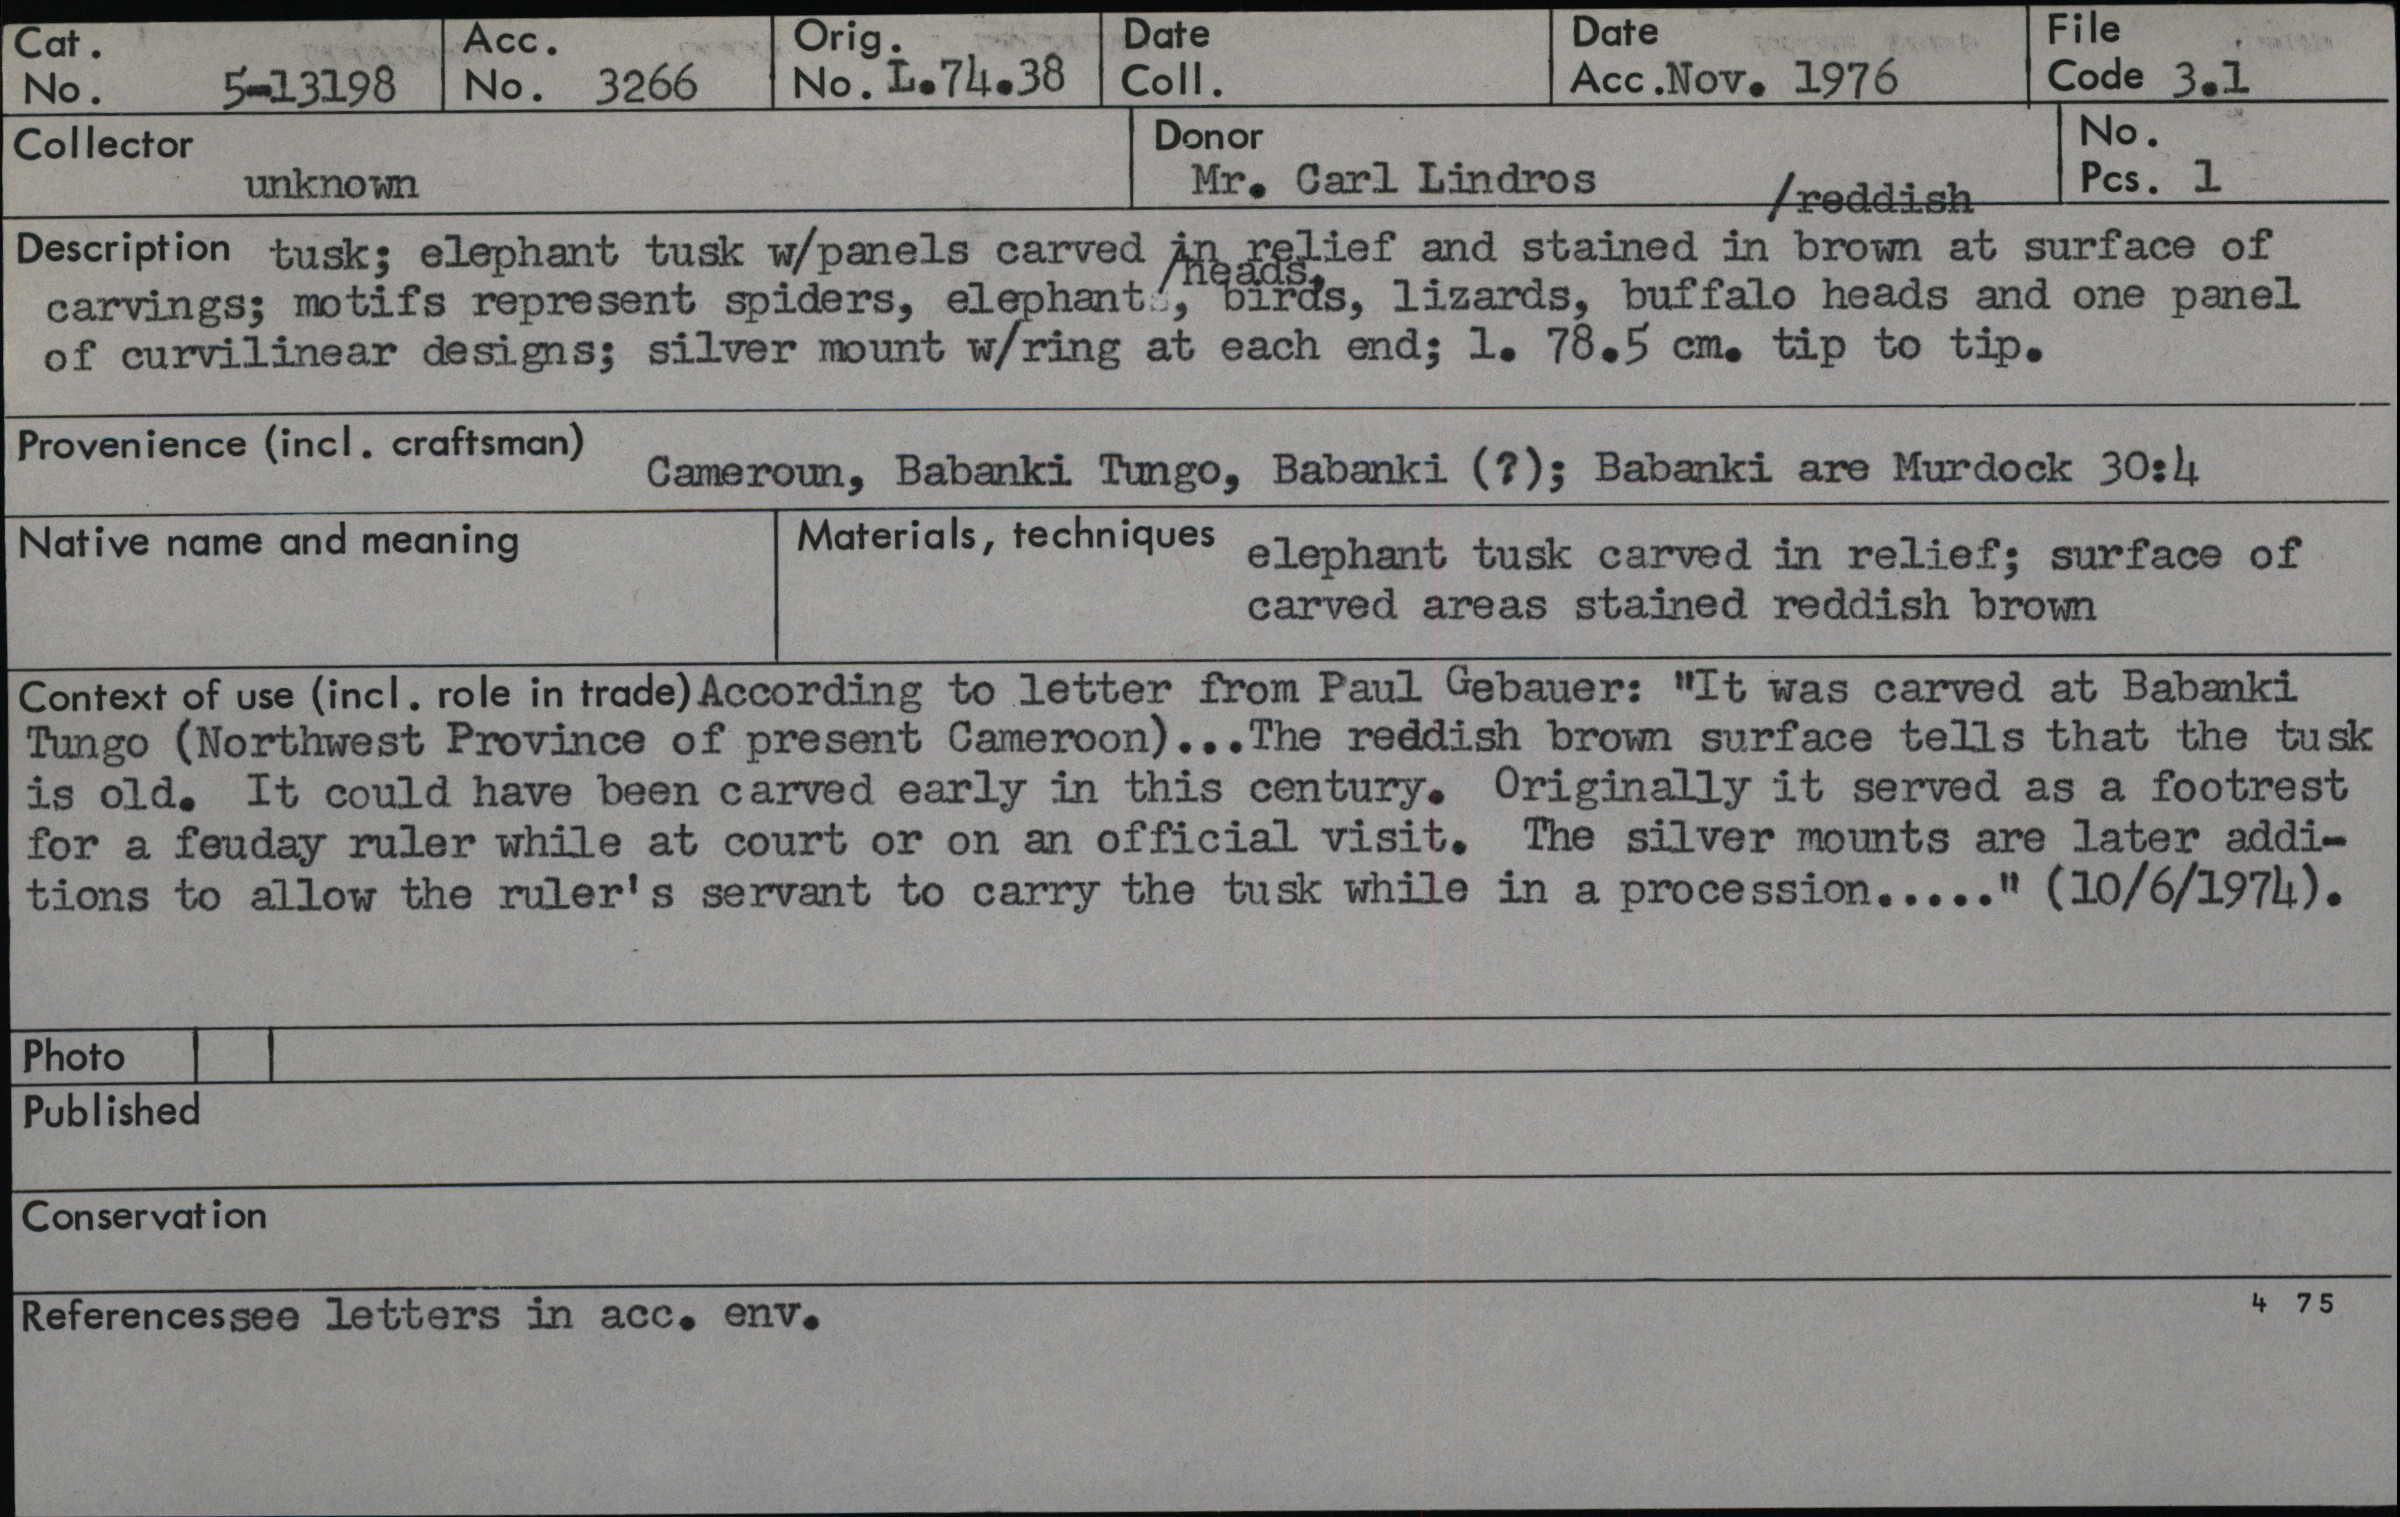 Cat. No. 5-13198
Acc. No. 3266
Orig. No. L.74.38
Date Coll.
Date Acc. Nov. 1976
File Code 3.1
Collector unknown
Donor Mr. Carl Lindros
No. Pcs. 1
/reddish
Description tusk; elephant tusk w/panels carved in relief and stained in brown at surface of
/heads,
carvings; motifs represent spiders, elephant, birds, lizards, buffalo heads and one panel
of curvilinear designs; silver mount w/ring at each end; l. 78.5 cm. tip to tip.
Provenience (incl. craftsman) Cameroun, Babanki Tungo, Babanki (?); Babanki are Murdock 30:4
Native name and meaning
Materials, techniques elephant tusk carved in relief; surface of
carved areas stained reddish brown
Context of use (incl. role in trade) According to letter from Paul Gebauer: "It was carved at Babanki
Tungo (Northwest Province of present Cameroon)...The reddish brown surface tells that the tusk
is old. It could have been carved early in this century. Originally it served as a footrest
for a feuday ruler while at court or on an official visit. The silver mounts are later addi-
tions to allow the ruler's servant to carry the tusk while in a procession....." (10/6/1974).
Photo
Published
Conservation
References see letters in acc. env.
4 75